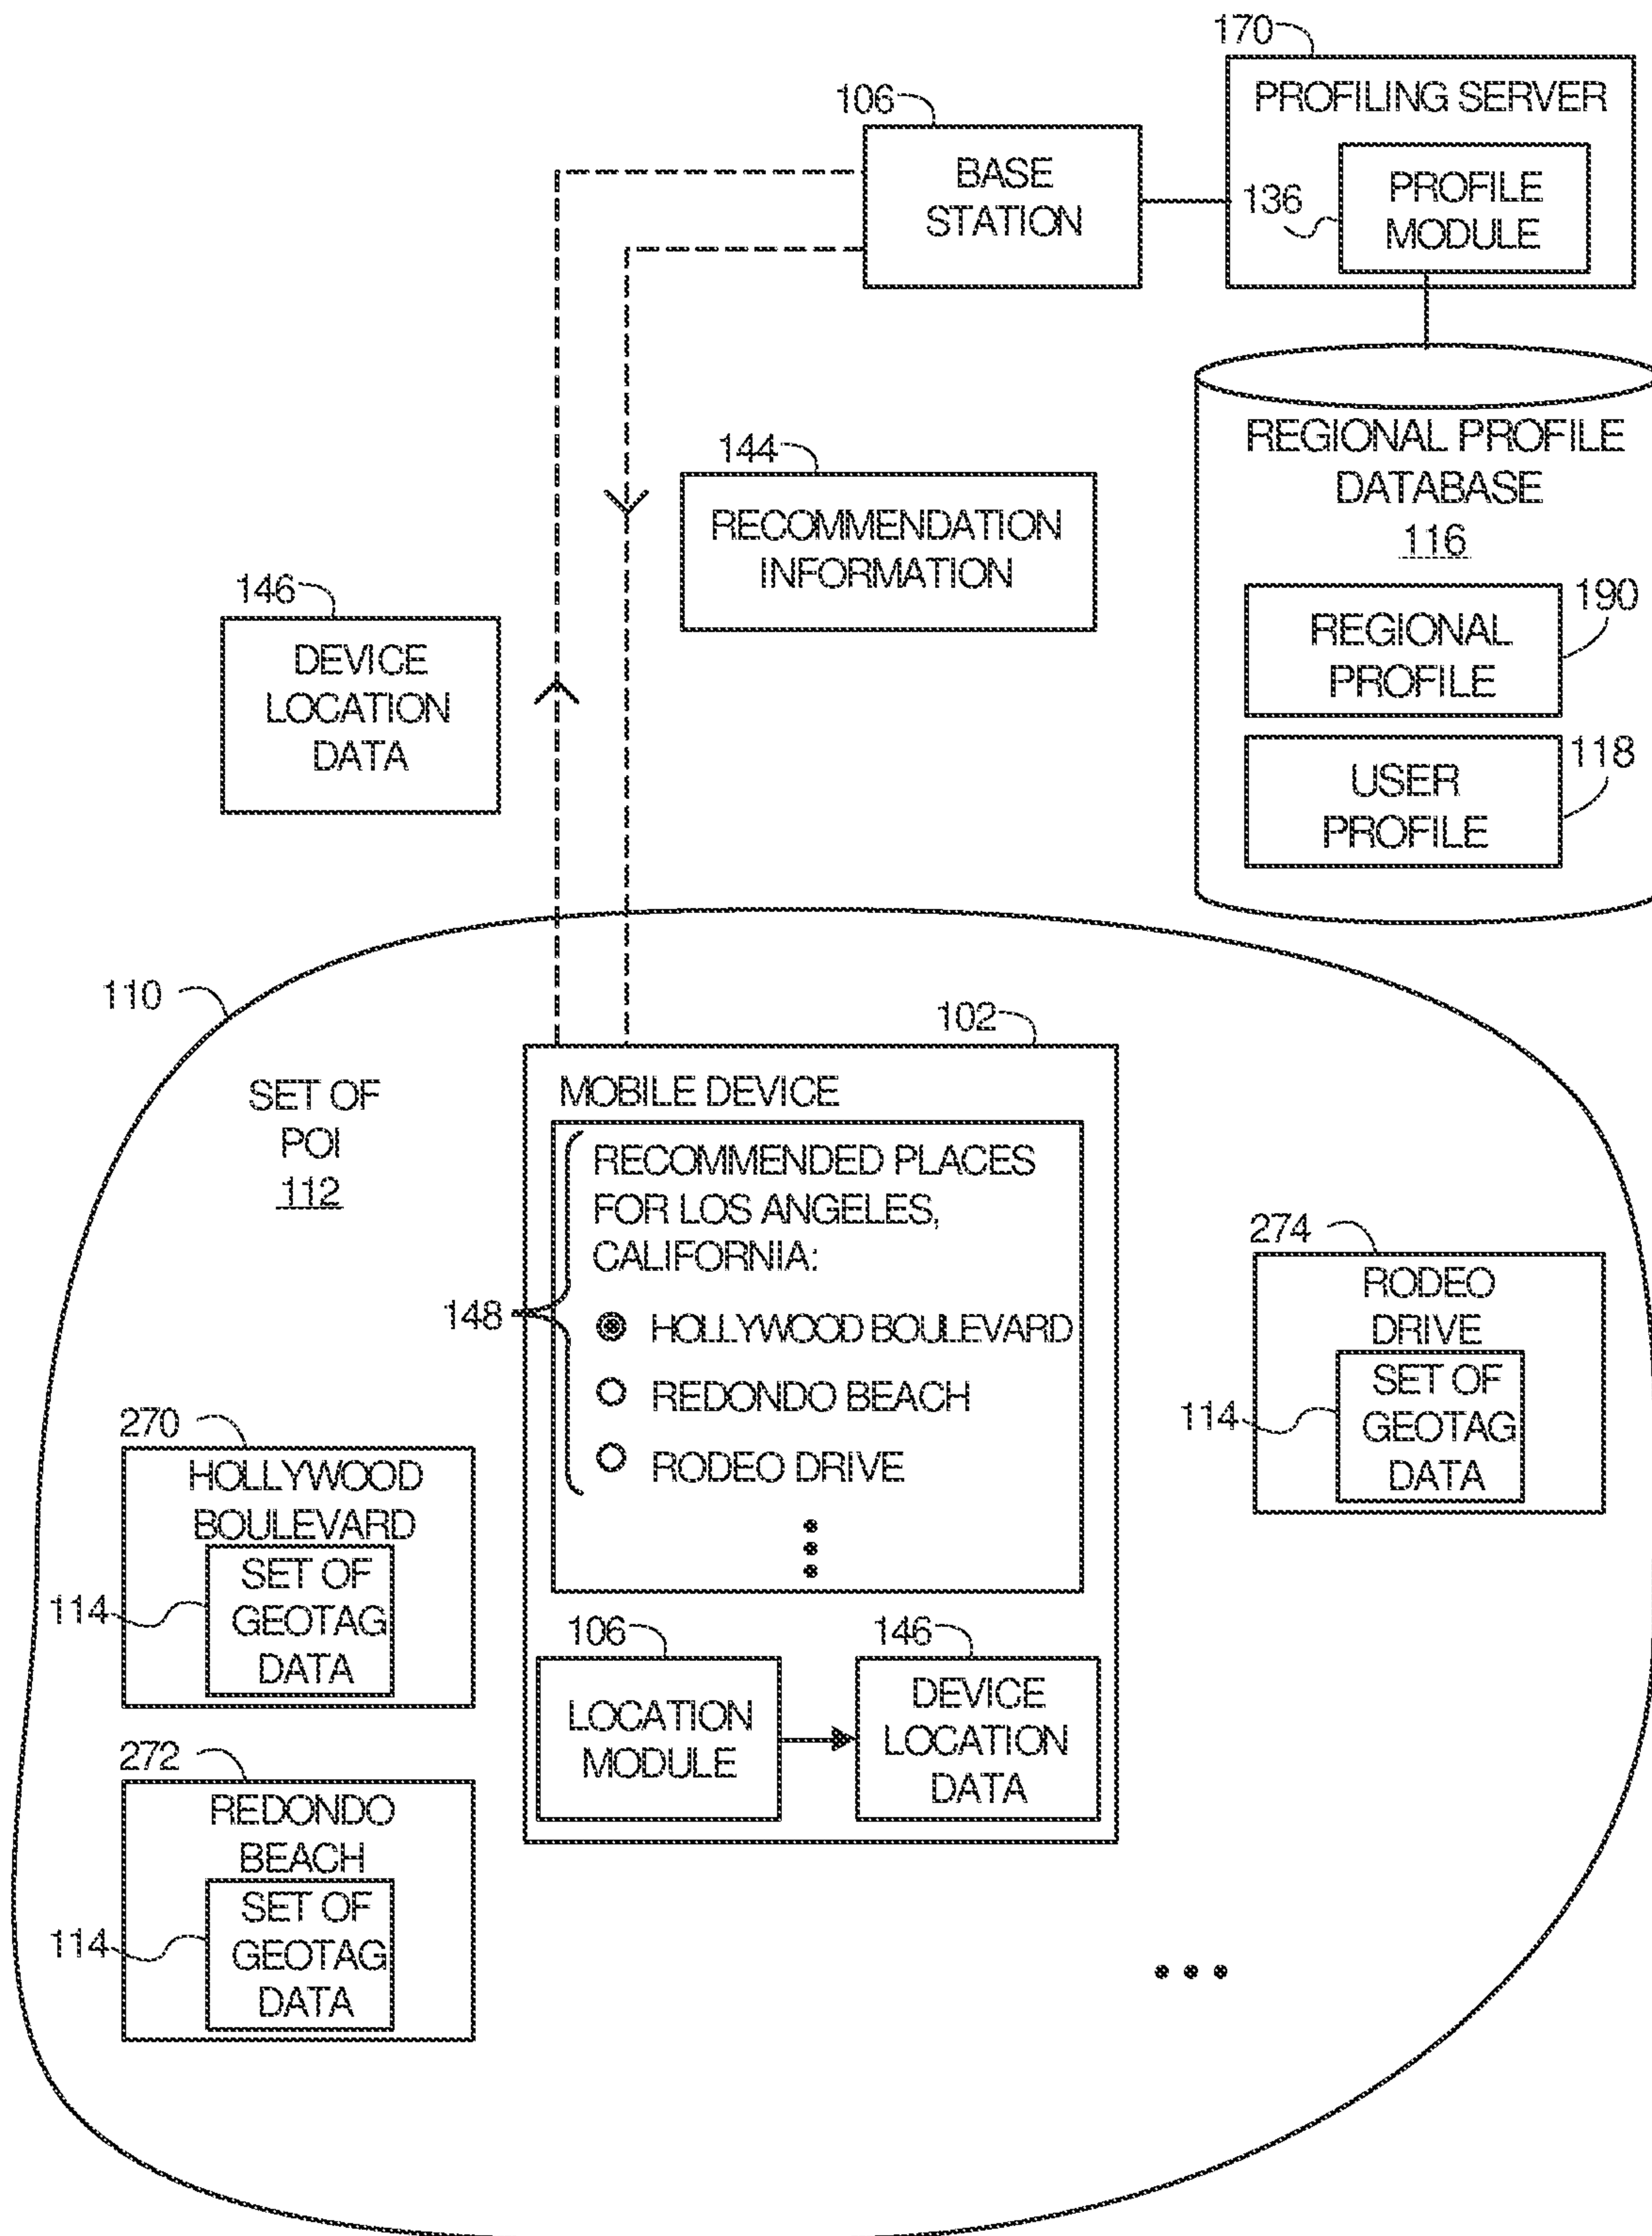 170
PROFILING SERVER
106
BASE
STATION
136
PROFILE
MODULE
REGIONAL PROFILE
DATABASE
116
144
RECOMMENDATION
INFORMATION
146
DEVICE
LOCATION
DATA
190
REGIONAL
PROFILE
118
USER
PROFILE
110
102
SET OF
POI
112
MOBILE DEVICE
RECOMMENDED PLACES
FOR LOS ANGELES,
CALIFORNIA:
148
HOLLYWOOD BOULEVARD
REDONDO BEACH
RODEO DRIVE
274
RODEO
DRIVE
114
SET OF
GEOTAG
DATA
270
HOLLYWOOD
BOULEVARD
114
SET OF
GEOTAG
DATA
106
LOCATION
MODULE
146
DEVICE
LOCATION
DATA
272
REDONDO
BEACH
114
SET OF
GEOTAG
DATA